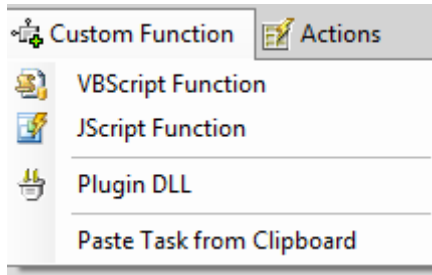 Custom Function Actions
VBScript Function
JScript Function
Plugin DLL
Paste Task from Clipboard